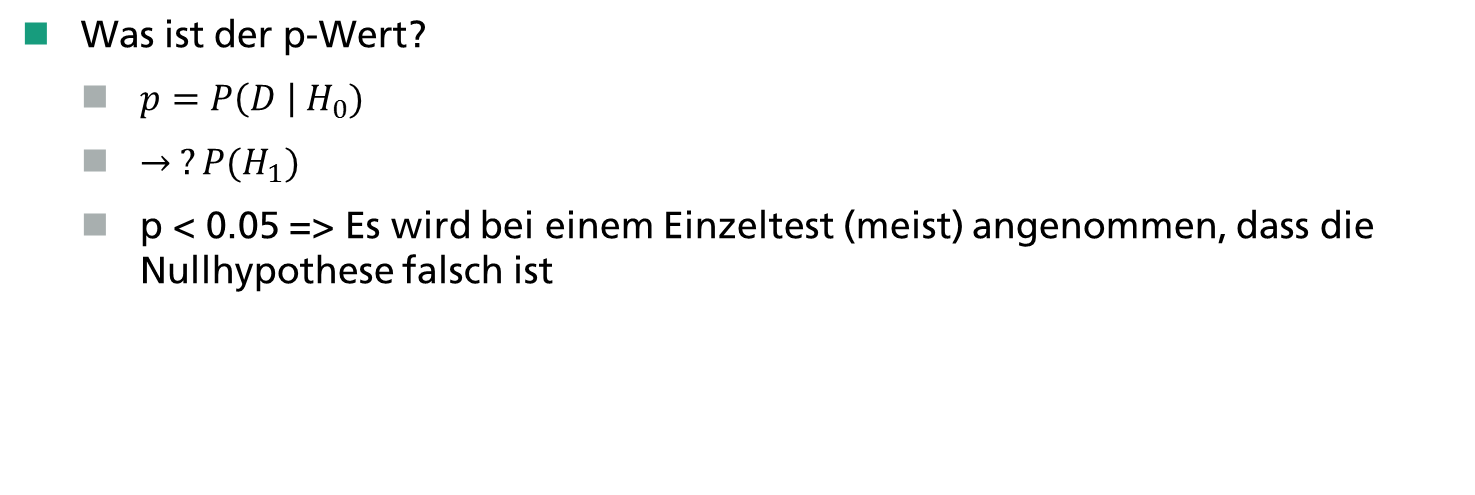 Was ist der p-Wert?
p = P(D | H₀)
→ ? P(H₁)
p < 0.05 => Es wird bei einem Einzeltest (meist) angenommen, dass die
Nullhypothese falsch ist